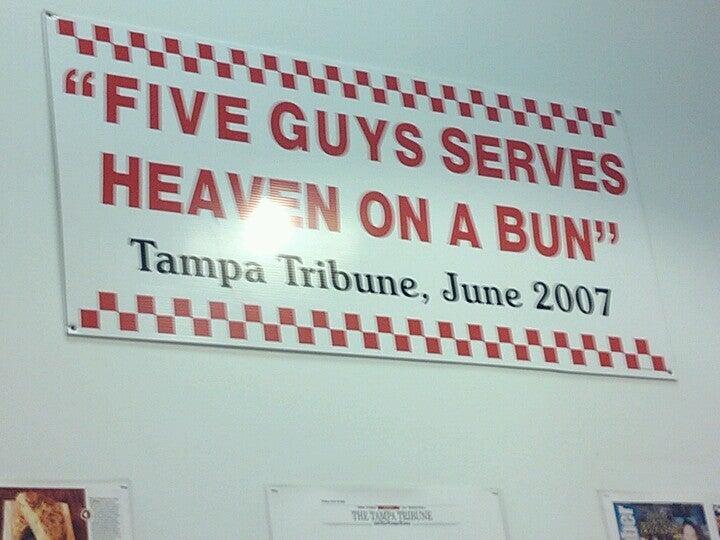 “FIVE GUYS SERVES
HEAVEN ON A BUN”
Tampa Tribune, June 2007
THE TAMPA TRIBUNE